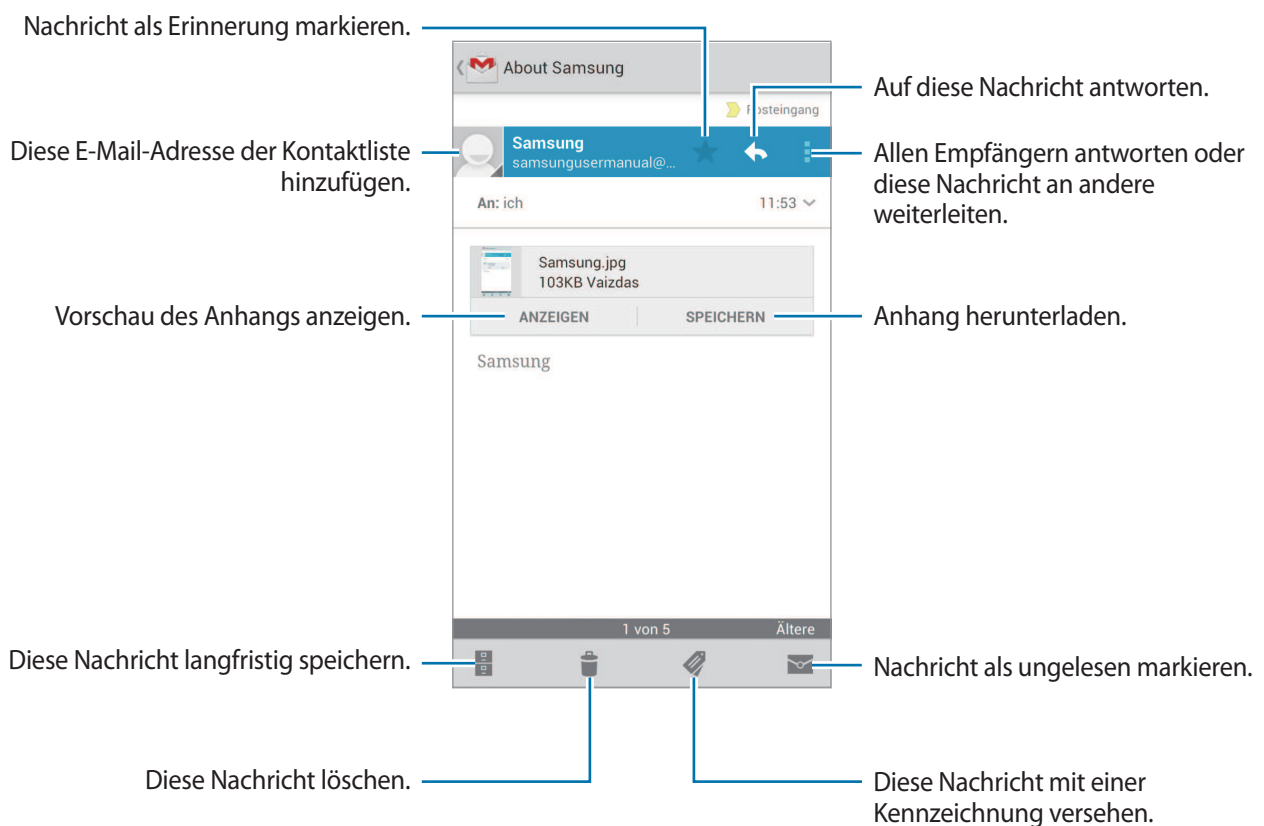 Nachricht als Erinnerung markieren.
About Samsung
Auf diese Nachricht antworten.
Posteingang
Diese E-Mail-Adresse der Kontaktliste
hinzufügen.
Samsung
samsungusermanual@...
Allen Empfängern antworten oder
diese Nachricht an andere
weiterleiten.
An: ich
11:53
Samsung.jpg
103KB Vaizdas
Vorschau des Anhangs anzeigen.
ANZEIGEN
SPEICHERN
Anhang herunterladen.
Samsung
1 von 5
Ältere
Diese Nachricht langfristig speichern.
Nachricht als ungelesen markieren.
Diese Nachricht löschen.
Diese Nachricht mit einer
Kennzeichnung versehen.